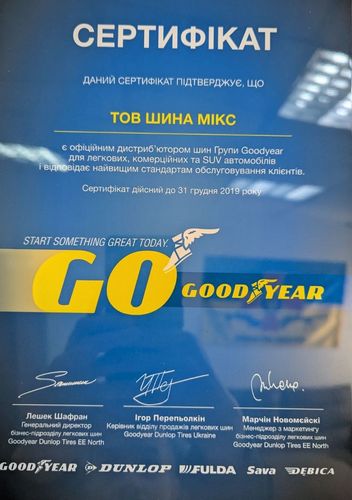 СЕРТИФІКАТ
ДАНИЙ СЕРТИФІКАТ ПІДТВЕРДЖУЄ, ЩО
ТОВ ШИНА МІКС
є офіційним дистриб’ютором шин Групи Goodyear
для легкових, комерційних та SUV автомобілів
і відповідає найвищим стандартам обслуговування клієнтів.
Сертифікат дійсний до 31 грудня 2019 року
START SOMETHING GREAT TODAY.
GO GOODYEAR
Лешек Шафран Ігор Перепьолкін Марчін Новомєйскі
Генеральний директор Керівник відділу продажів легкових шин Менеджер з маркетингу
бізнес-підрозділу легкових шин Goodyear Dunlop Tires Ukraine бізнес-підрозділу легкових шин
Goodyear Dunlop Tires EE North Goodyear Dunlop Tires EE North
GOODYEAR DUNLOP FULDA Sava DĘBICA